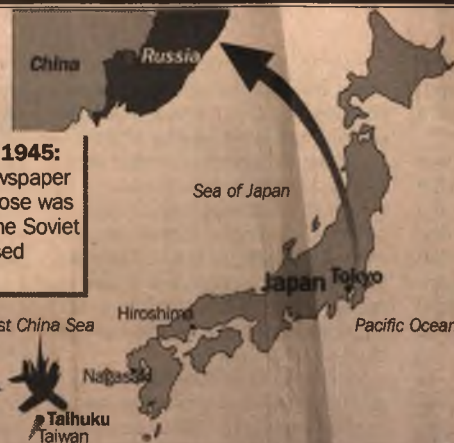 China
Russia
1945:
wspaper
ose was
he Soviet
sed
Sea of Japan
Japan Tokyo
Hiroshima
st China Sea
Pacific Ocean
Nagasaki
Taihuku
Taiwan